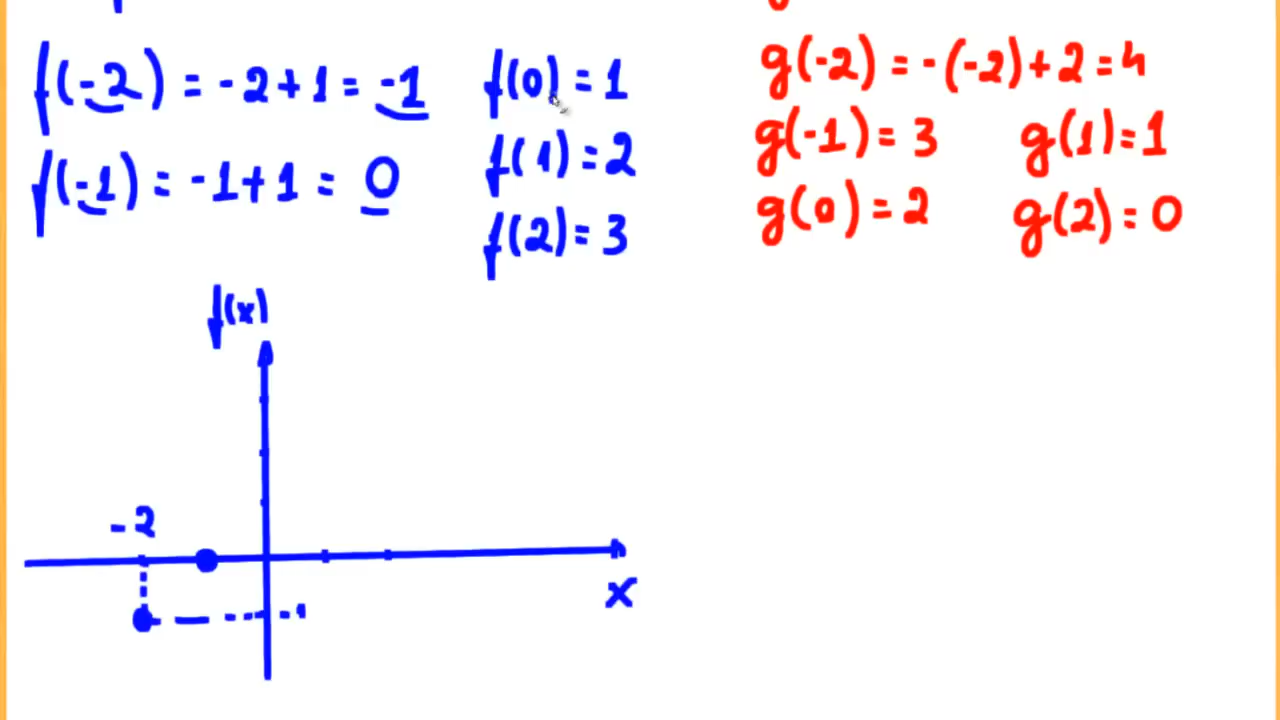 f(-2) = -2+1 = -1
f(-1) = -1+1 = 0
f(0) = 1
f(1) = 2
f(2) = 3
g(-2) = -(-2)+2 = 4
g(-1) = 3
g(0) = 2
g(1) = 1
g(2) = 0
f(x)
-2
-1
x